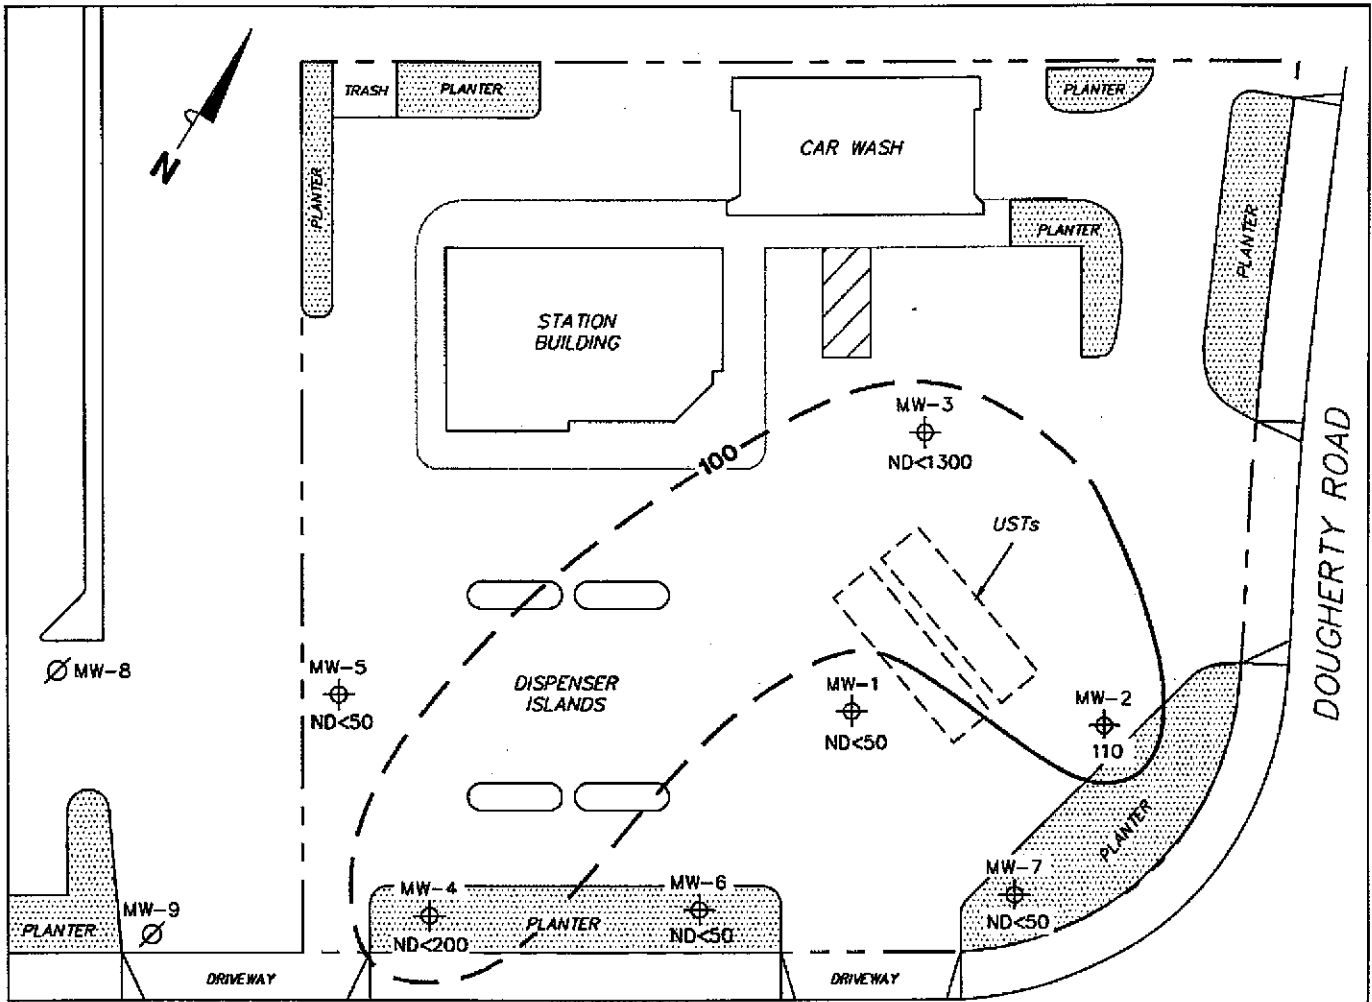 TRASH
PLANTER
PLANTER
N
PLANTER
CAR WASH
PLANTER
PLANTER
STATION
BUILDING
MW-3
ND<1300
100
USTs
DOUGHERTY ROAD
MW-8
MW-5
ND<50
DISPENSER
ISLANDS
MW-1
ND<50
MW-2
110
PLANTER
MW-7
ND<50
MW-4
ND<200
PLANTER
MW-6
ND<50
MW-9
PLANTER
DRIVEWAY
DRIVEWAY